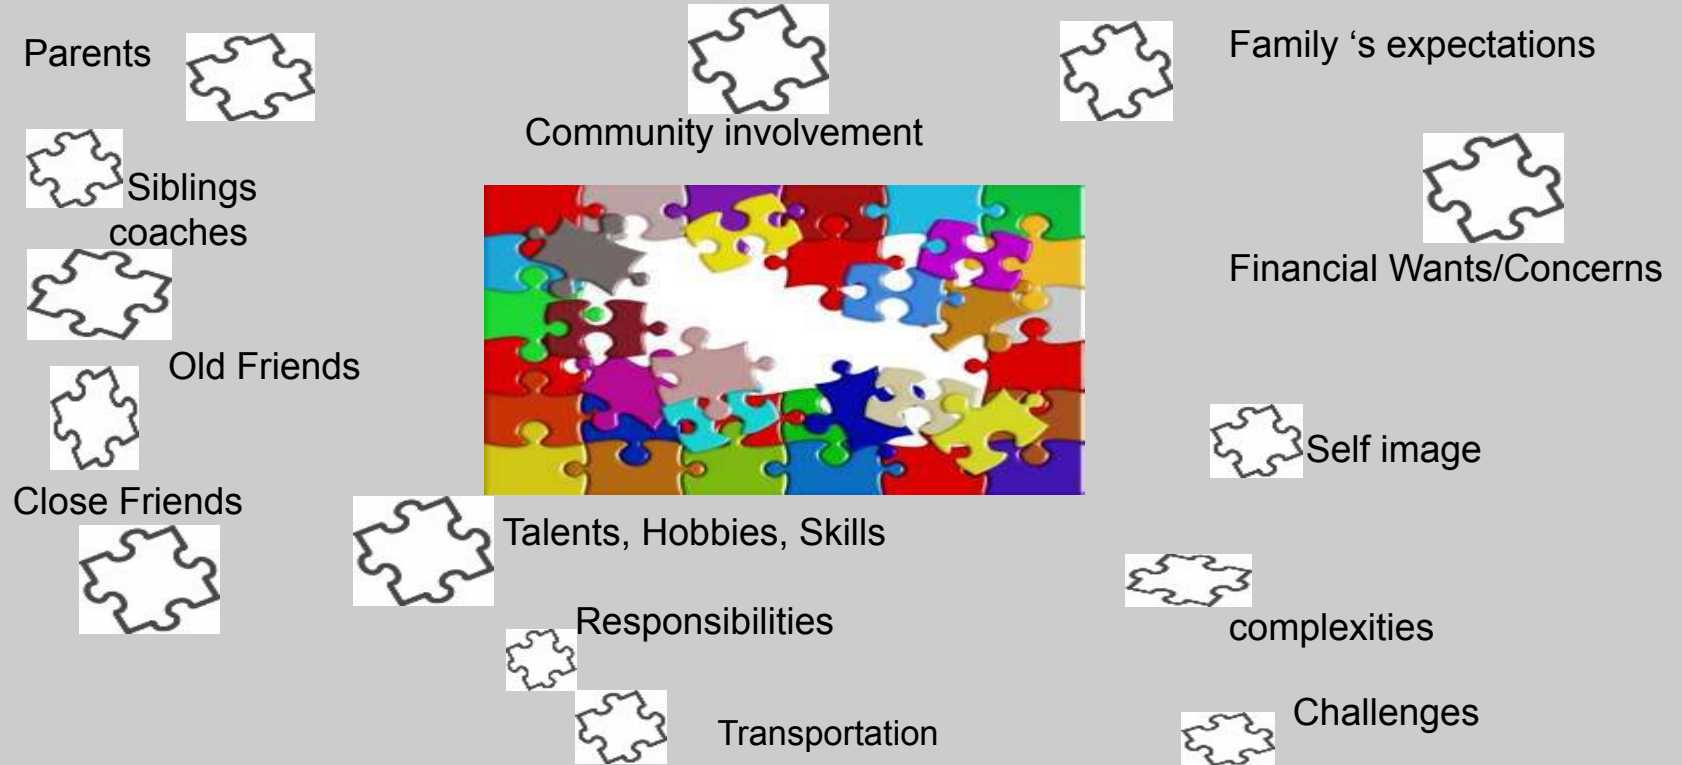 Parents
Community involvement
Family ‘s expectations
Siblings
coaches
Financial Wants/Concerns
Old Friends
Self image
Close Friends
Talents, Hobbies, Skills
Responsibilities
complexities
Transportation
Challenges